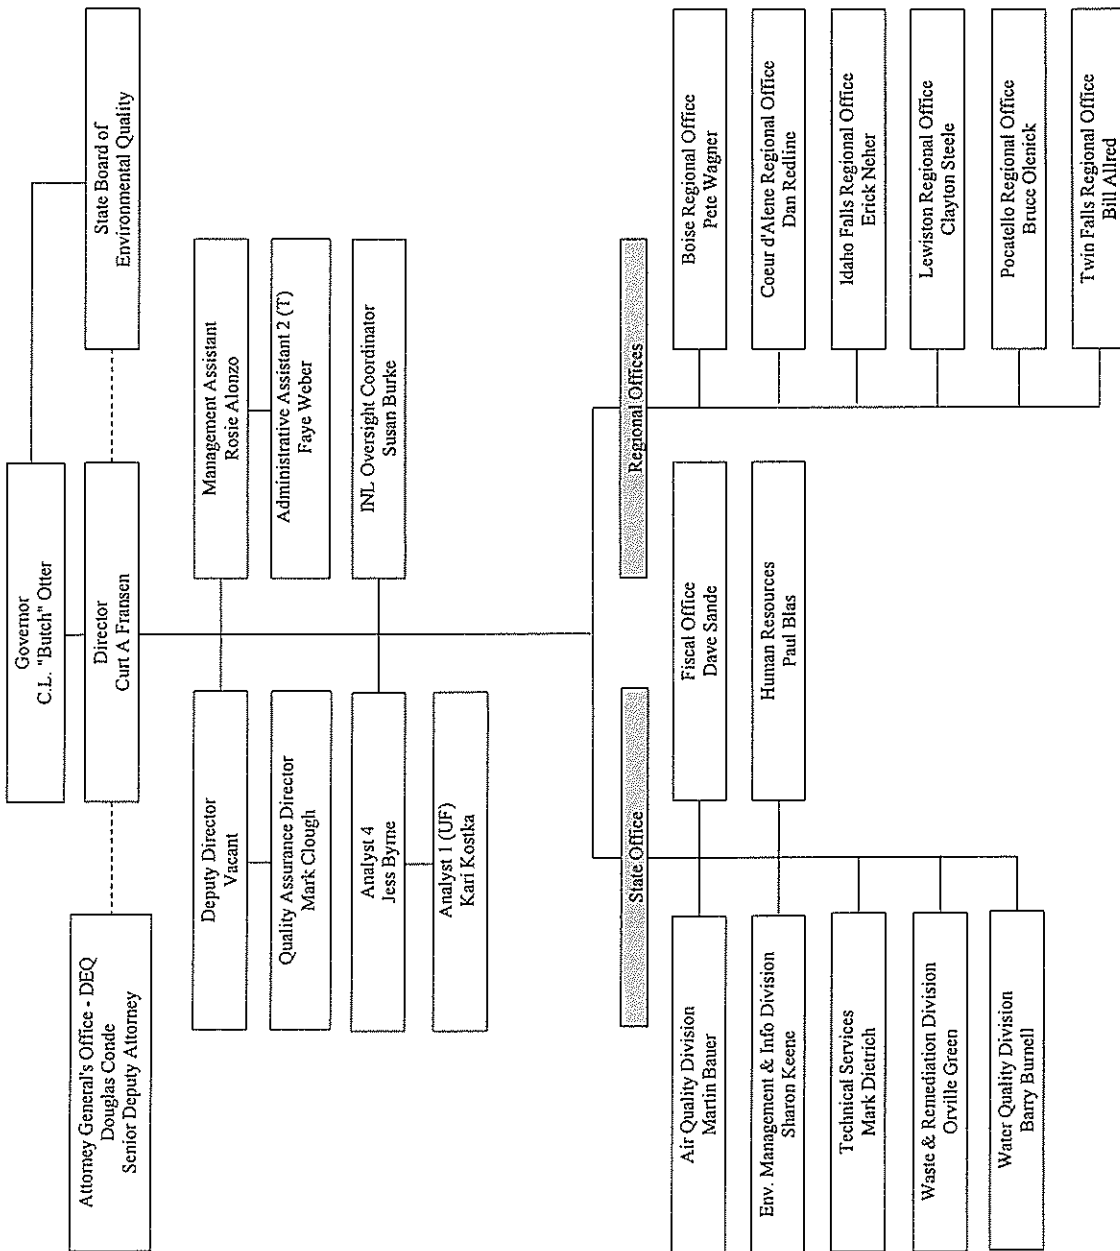 Governor
C.L. "Butch" Otter
Attorney General's Office - DEQ
Douglas Conde
Senior Deputy Attorney
Director
Curt A Fransen
State Board of
Environmental Quality
Deputy Director
Vacant
Management Assistant
Rosie Alonzo
Quality Assurance Director
Mark Clough
Administrative Assistant 2 (T)
Faye Weber
Analyst 4
Jess Byrne
INL Oversight Coordinator
Susan Burke
Analyst 1 (UF)
Kari Kostka
State Office
Regional Offices
Air Quality Division
Martin Bauer
Fiscal Office
Dave Sande
Boise Regional Office
Pete Wagner
Env. Management & Info Division
Sharon Keene
Human Resources
Paul Blas
Coeur d'Alene Regional Office
Dan Redline
Technical Services
Mark Dietrich
Idaho Falls Regional Office
Erick Neher
Waste & Remediation Division
Orville Green
Lewiston Regional Office
Clayton Steele
Water Quality Division
Barry Burnell
Pocatello Regional Office
Bruce Olenick
Twin Falls Regional Office
Bill Allred